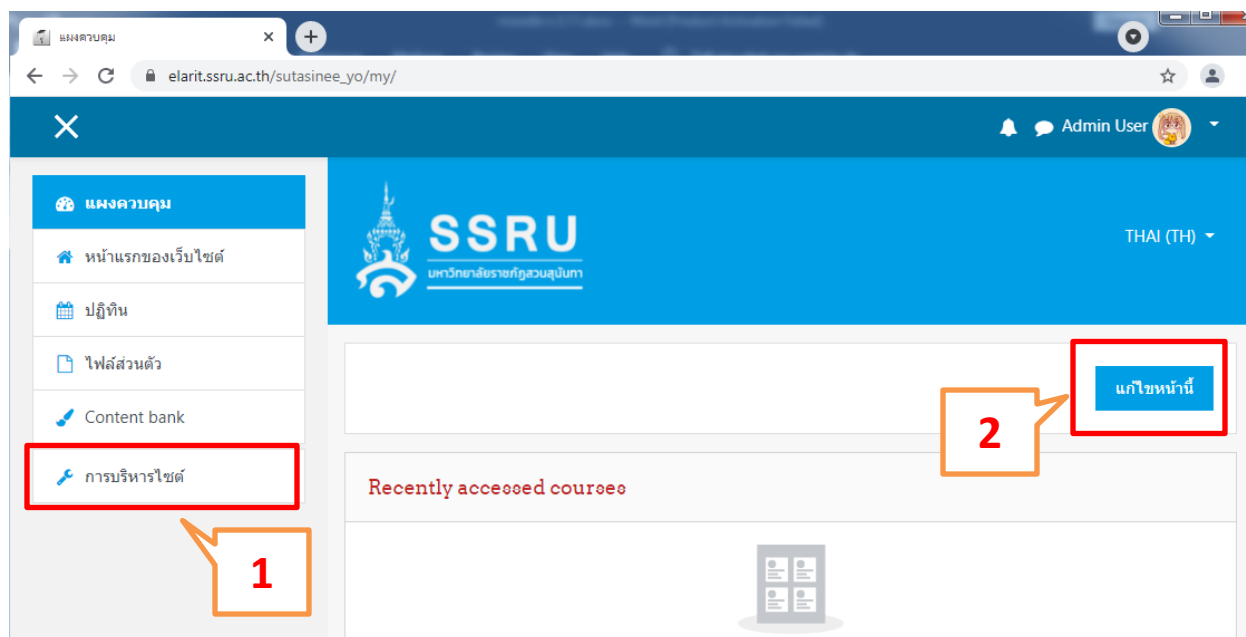 แผงควบคุม
elarit.ssru.ac.th/sutasinee_yo/my/
Admin User
แผงควบคุม
หน้าแรกของเว็บไซต์
ปฏิทิน
ไฟล์ส่วนตัว
Content bank
การบริหารไซต์
1
SSRU
มหาวิทยาลัยราชภัฏสวนสุนันทา
THAI (TH)
แก้ไขหน้านี้
2
Recently accessed courses